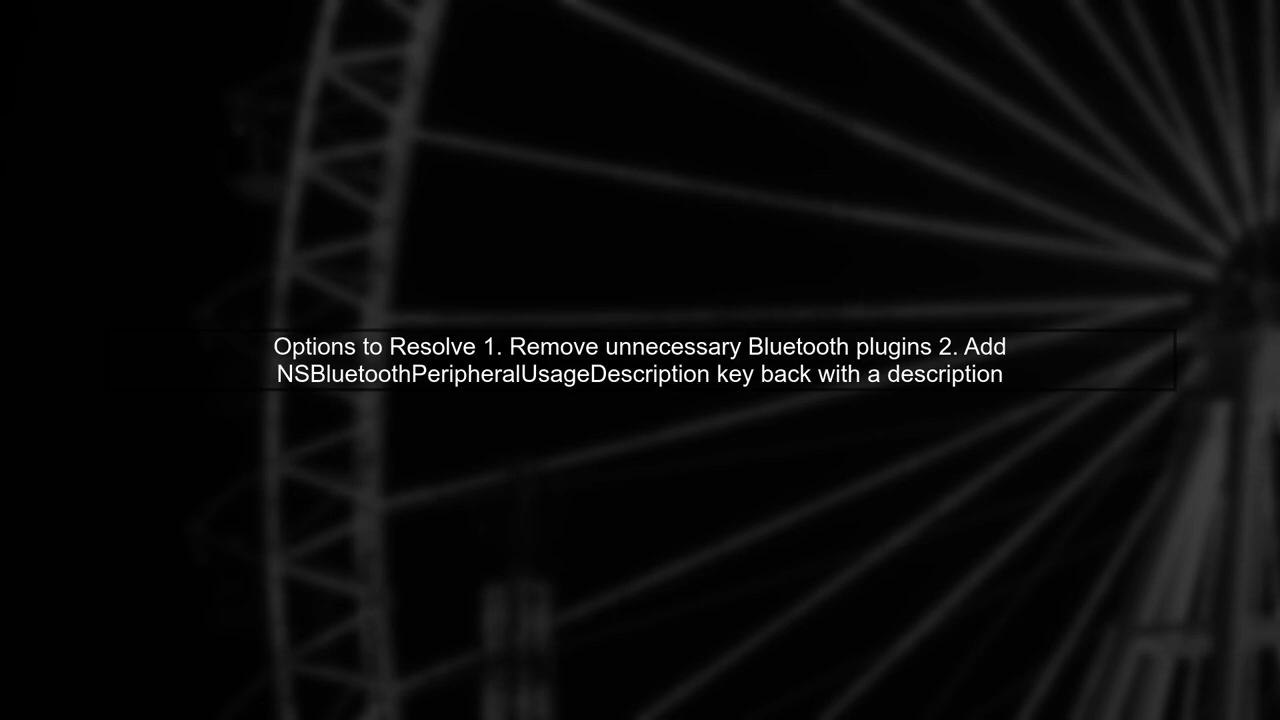 Options to Resolve 1. Remove unnecessary Bluetooth plugins 2. Add
NSBluetoothPeripheralUsageDescription key back with a description